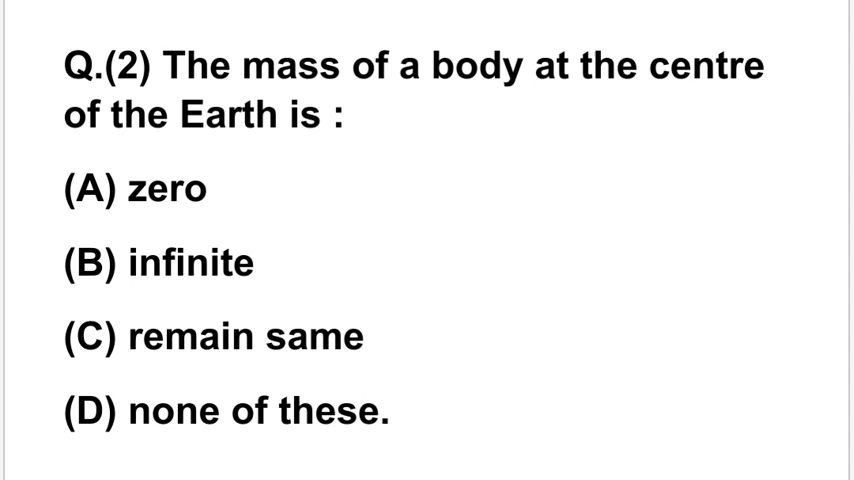 Q.(2) The mass of a body at the centre
of the Earth is :
(A) zero
(B) infinite
(C) remain same
(D) none of these.